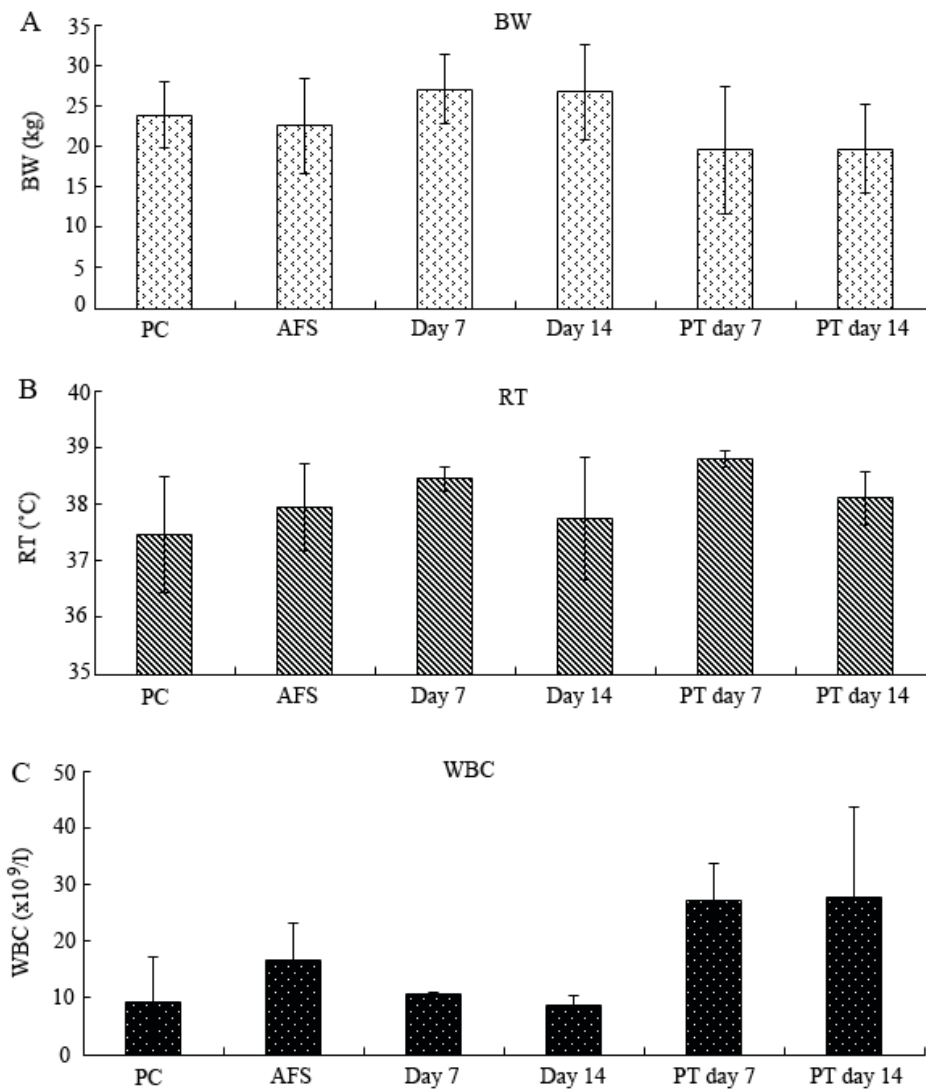 A
BW
BW (kg)
35
30
25
20
15
10
5
0
PC AFS Day 7 Day 14 PT day 7 PT day 14
B
RT
RT (°C)
40
39
38
37
36
35
PC AFS Day 7 Day 14 PT day 7 PT day 14
C
WBC
WBC (x10⁹/l)
50
40
30
20
10
0
PC AFS Day 7 Day 14 PT day 7 PT day 14